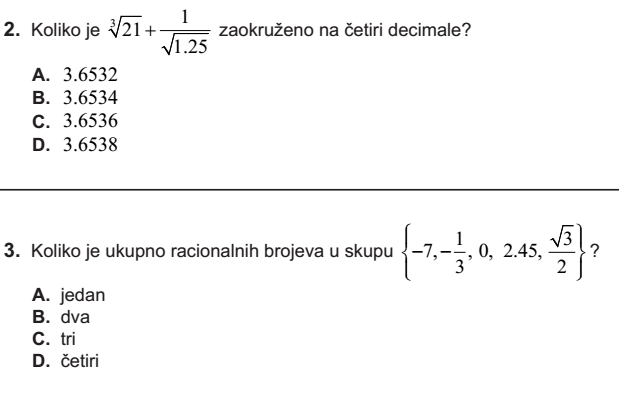 2. Koliko je ∛21 + 1/√1.25 zaokruženo na četiri decimale?
A. 3.6532
B. 3.6534
C. 3.6536
D. 3.6538
3. Koliko je ukupno racionalnih brojeva u skupu {−7, −1/3, 0, 2.45, √3/2}?
A. jedan
B. dva
C. tri
D. četiri